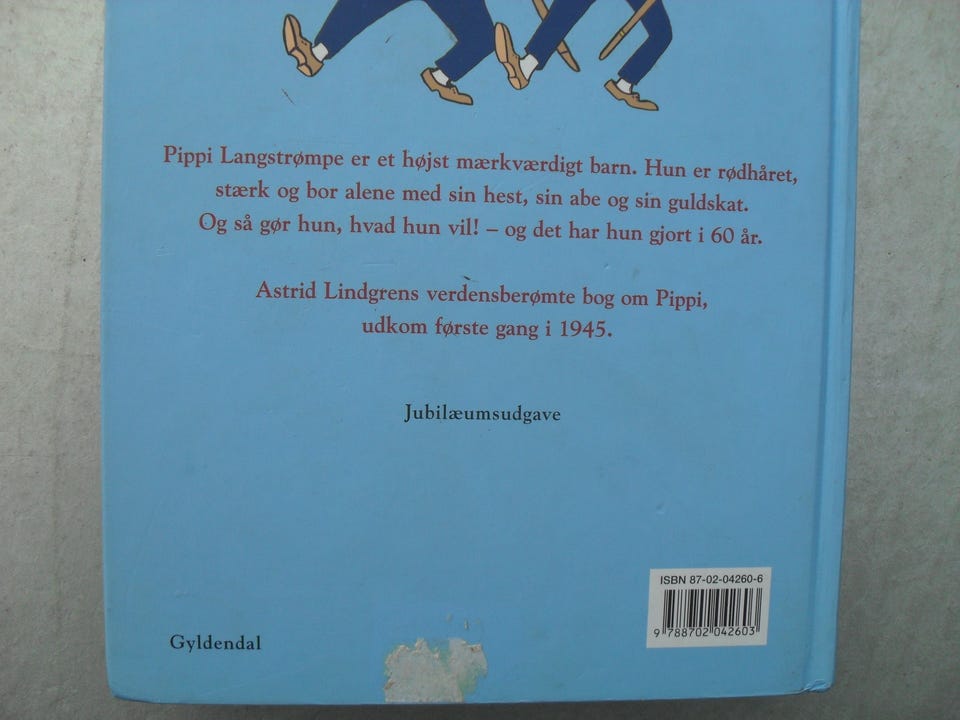 Pippi Langstrømpe er et højst mærkværdigt barn. Hun er rødhåret,
stærk og bor alene med sin hest, sin abe og sin guldskat.
Og så gør hun, hvad hun vil! – og det har hun gjort i 60 år.
Astrid Lindgrens verdensberømte bog om Pippi,
udkom første gang i 1945.
Jubilæumsudgave
ISBN 87-02-04260-6
9 788702 042603
Gyldendal